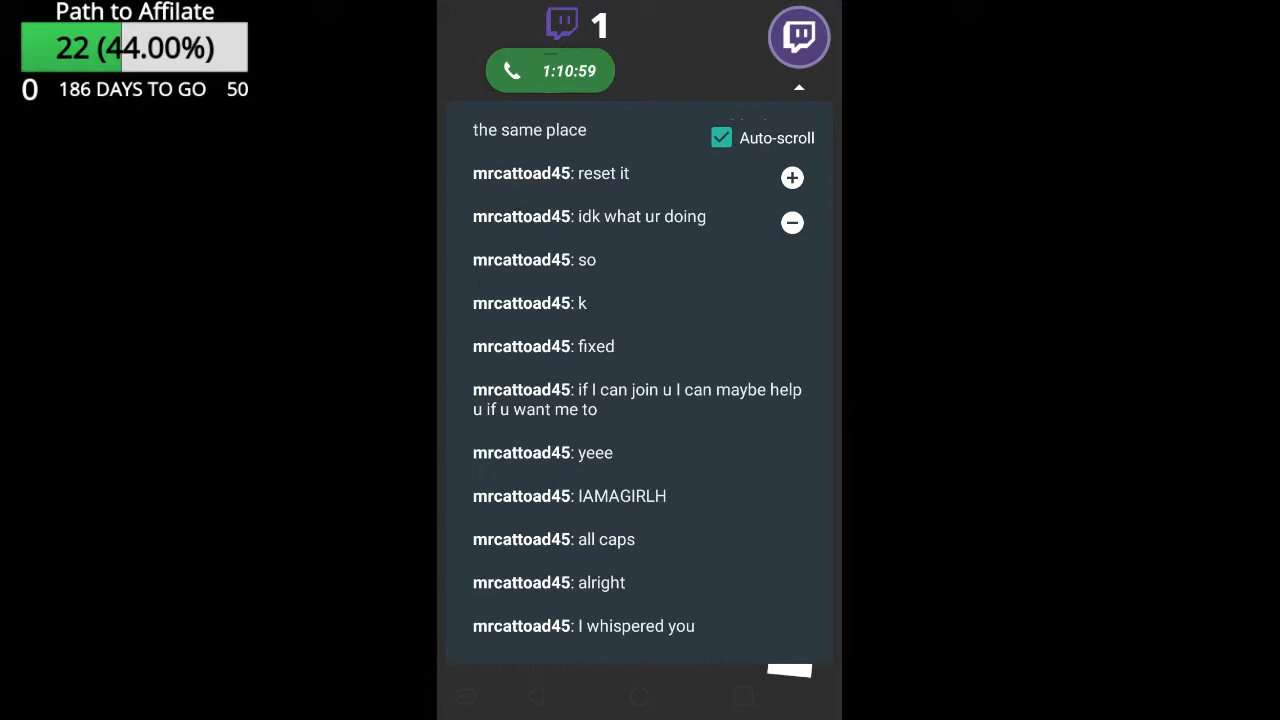 Path to Affilate
22 (44.00%)
0 186 DAYS TO GO 50
1
1:10:59
the same place
Auto-scroll
mrcattoad45: reset it
mrcattoad45: idk what ur doing
mrcattoad45: so
mrcattoad45: k
mrcattoad45: fixed
mrcattoad45: if I can join u I can maybe help
u if u want me to
mrcattoad45: yeee
mrcattoad45: IAMAGIRLH
mrcattoad45: all caps
mrcattoad45: alright
mrcattoad45: I whispered you